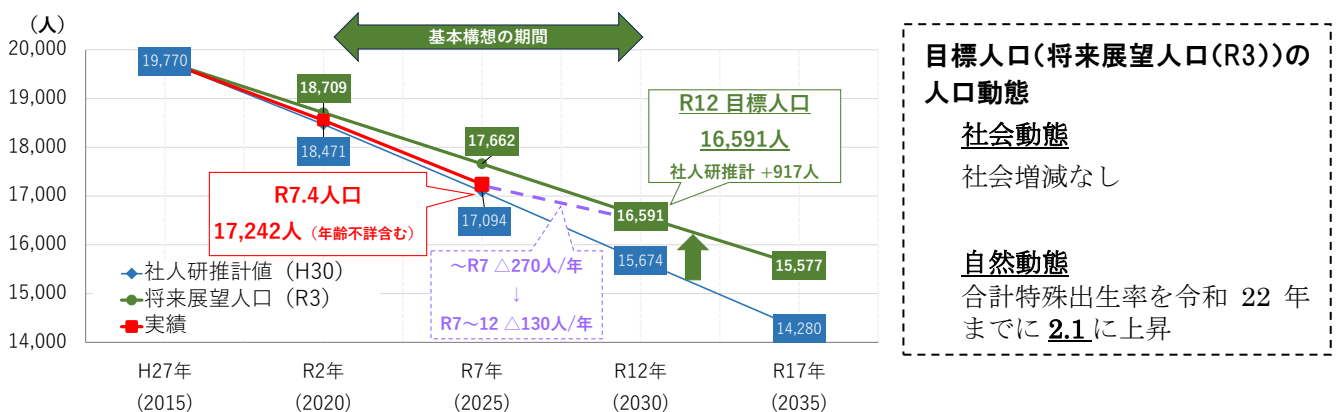 (人)
20,000
19,000
18,000
17,000
16,000
15,000
14,000
基本構想の期間
19,770
18,709
18,471
17,662
17,094
16,591
15,674
15,577
14,280
R12 目標人口
16,591人
社人研推計 +917人
R7.4人口
17,242人（年齢不詳含む）
～R7 △270人/年
↓
R7～12 △130人/年
社人研推計値（H30）
将来展望人口（R3）
実績
H27年
(2015)
R2年
(2020)
R7年
(2025)
R12年
(2030)
R17年
(2035)
目標人口(将来展望人口(R3))の
人口動態
社会動態
社会増減なし
自然動態
合計特殊出生率を令和 22 年
までに 2.1 に上昇